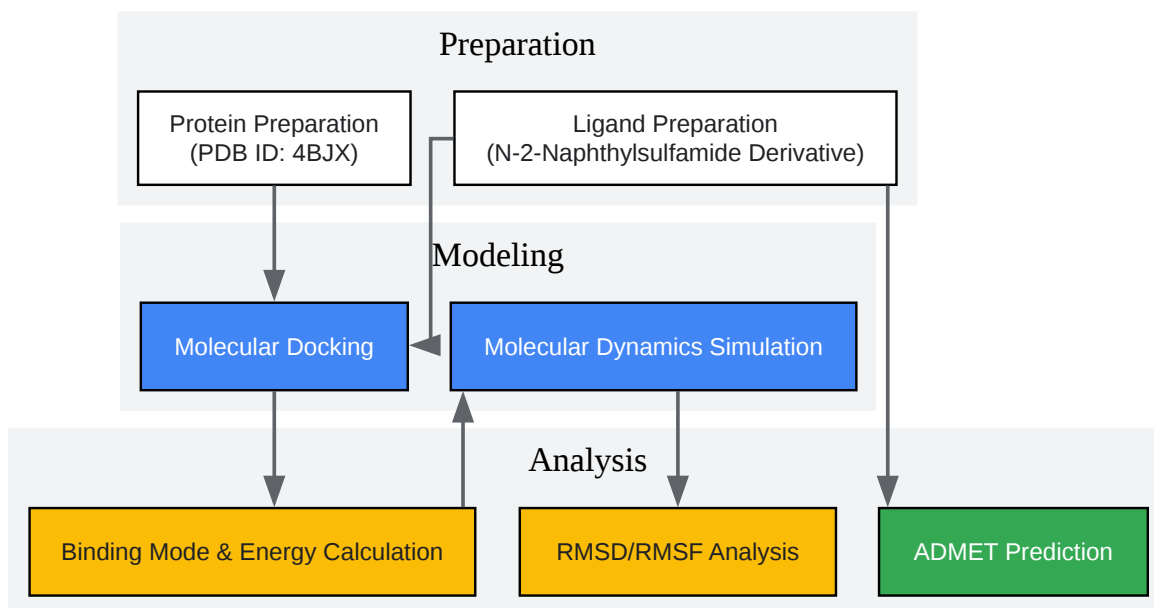 Preparation
Protein Preparation
(PDB ID: 4BJX)
Ligand Preparation
(N-2-Naphthylsulfamide Derivative)
Modeling
Molecular Docking
Molecular Dynamics Simulation
Analysis
Binding Mode & Energy Calculation
RMSD/RMSF Analysis
ADMET Prediction